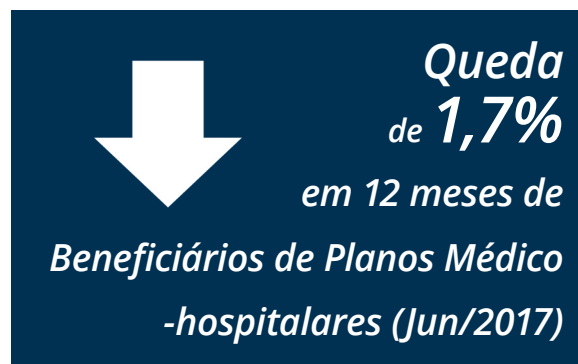 Queda
de 1,7%
em 12 meses de
Beneficiários de Planos Médico
-hospitalares (Jun/2017)